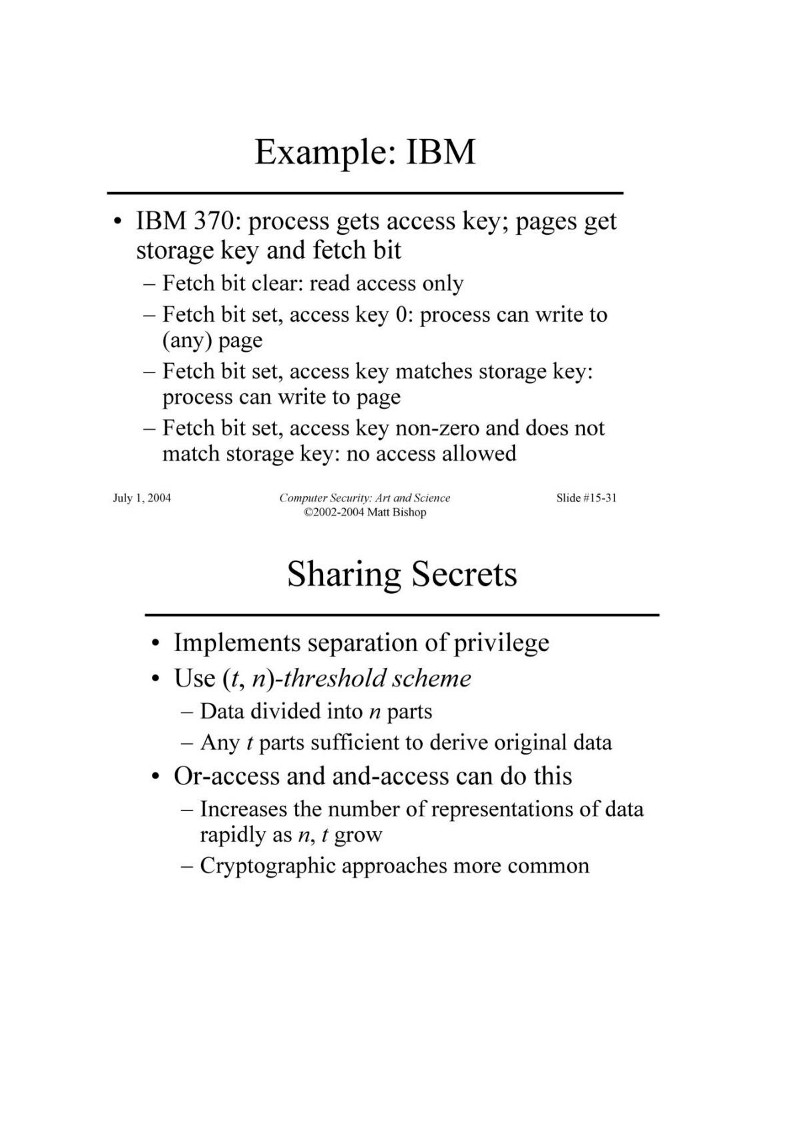 Example: IBM
• IBM 370: process gets access key; pages get
storage key and fetch bit
– Fetch bit clear: read access only
– Fetch bit set, access key 0: process can write to
(any) page
– Fetch bit set, access key matches storage key:
process can write to page
– Fetch bit set, access key non-zero and does not
match storage key: no access allowed
July 1, 2004 Computer Security: Art and Science Slide #15-31
©2002-2004 Matt Bishop
Sharing Secrets
• Implements separation of privilege
• Use (t, n)-threshold scheme
– Data divided into n parts
– Any t parts sufficient to derive original data
• Or-access and and-access can do this
– Increases the number of representations of data
rapidly as n, t grow
– Cryptographic approaches more common